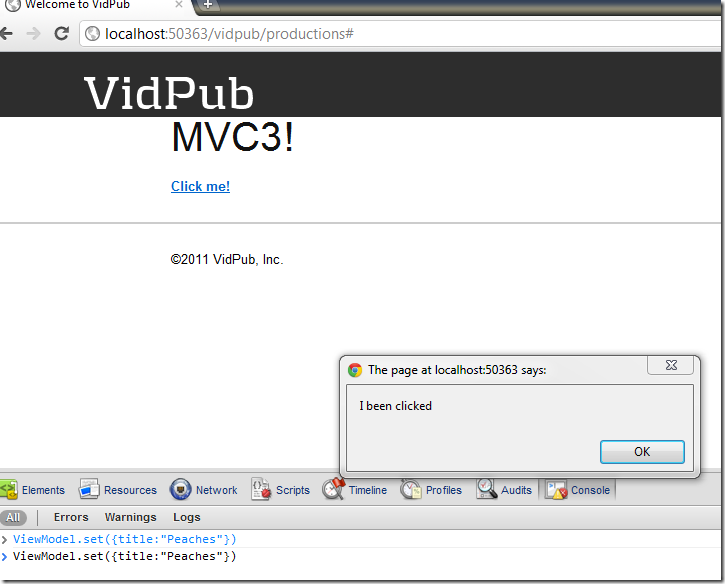 Welcome to VidPub
localhost:50363/vidpub/productions#
VidPub
MVC3!
Click me!
©2011 VidPub, Inc.
The page at localhost:50363 says:
I been clicked
OK
Elements Resources Network Scripts Timeline Profiles Audits Console
All Errors Warnings Logs
> ViewModel.set({title:"Peaches"})
> ViewModel.set({title:"Peaches"})